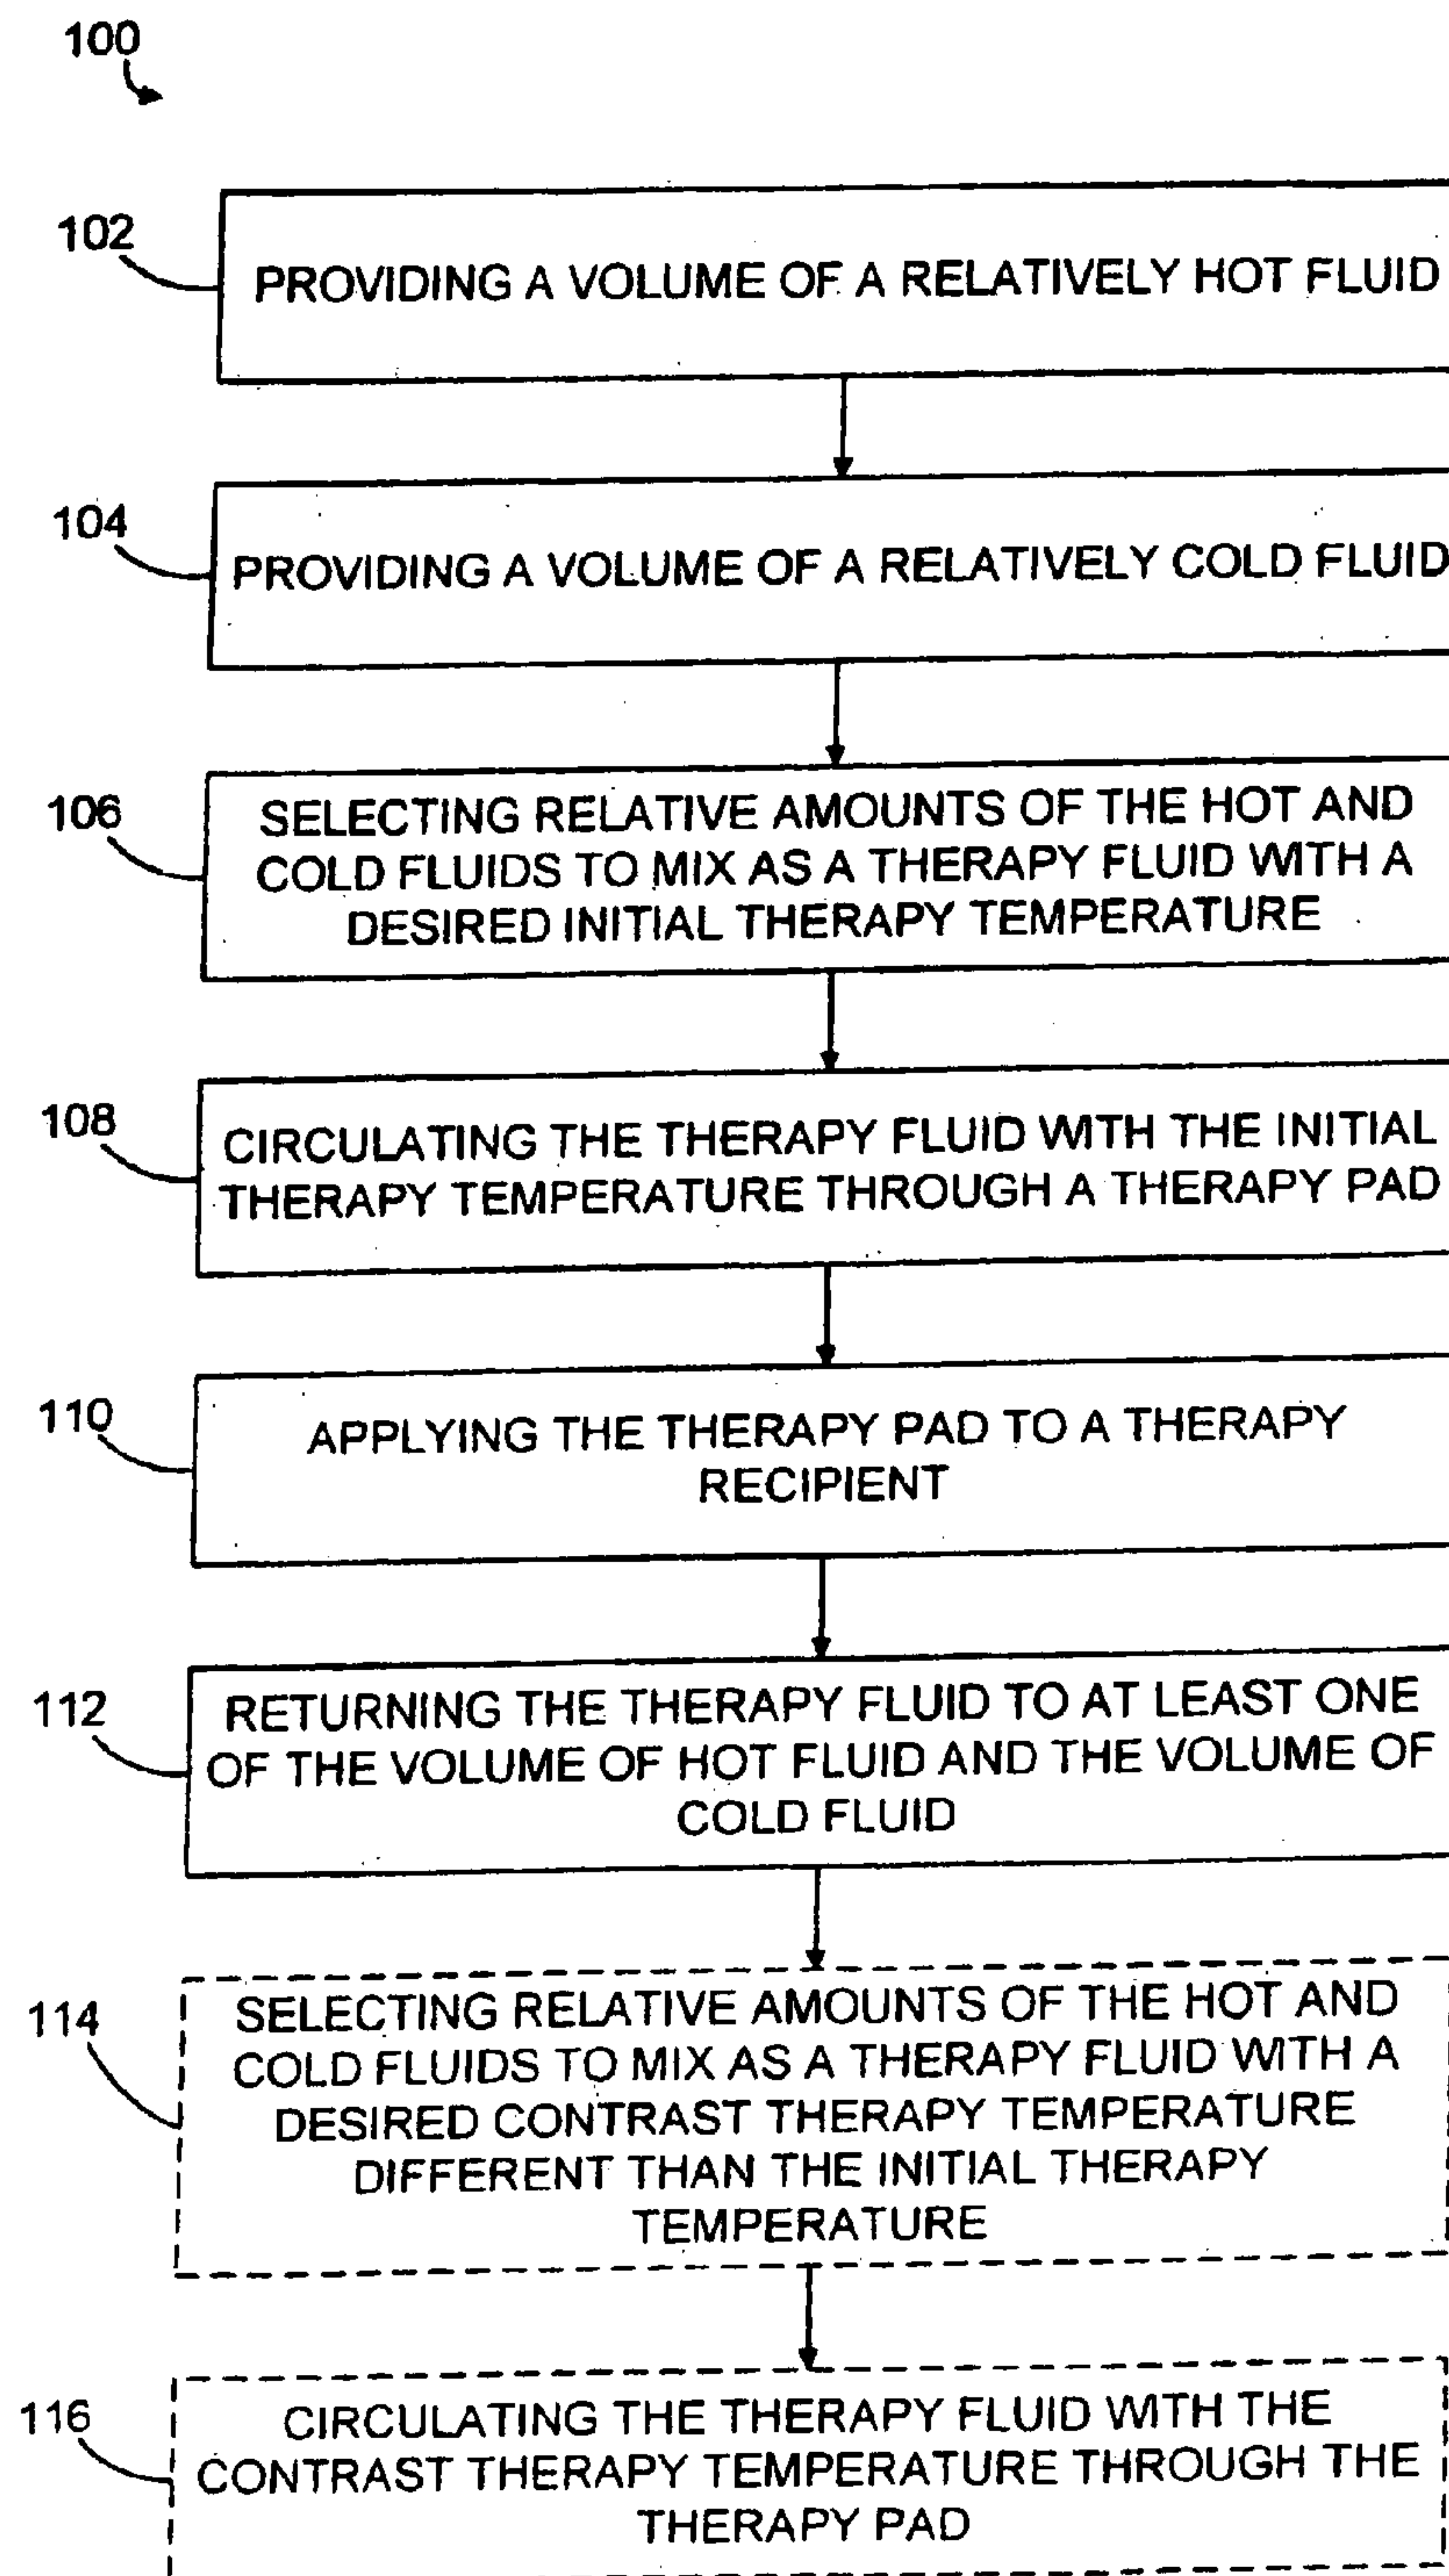 100
102
PROVIDING A VOLUME OF A RELATIVELY HOT FLUID
104
PROVIDING A VOLUME OF A RELATIVELY COLD FLUID
106
SELECTING RELATIVE AMOUNTS OF THE HOT AND
COLD FLUIDS TO MIX AS A THERAPY FLUID WITH A
DESIRED INITIAL THERAPY TEMPERATURE
108
CIRCULATING THE THERAPY FLUID WITH THE INITIAL
THERAPY TEMPERATURE THROUGH A THERAPY PAD
110
APPLYING THE THERAPY PAD TO A THERAPY
RECIPIENT
112
RETURNING THE THERAPY FLUID TO AT LEAST ONE
OF THE VOLUME OF HOT FLUID AND THE VOLUME OF
COLD FLUID
114
SELECTING RELATIVE AMOUNTS OF THE HOT AND
COLD FLUIDS TO MIX AS A THERAPY FLUID WITH A
DESIRED CONTRAST THERAPY TEMPERATURE
DIFFERENT THAN THE INITIAL THERAPY
TEMPERATURE
116
CIRCULATING THE THERAPY FLUID WITH THE
CONTRAST THERAPY TEMPERATURE THROUGH THE
THERAPY PAD